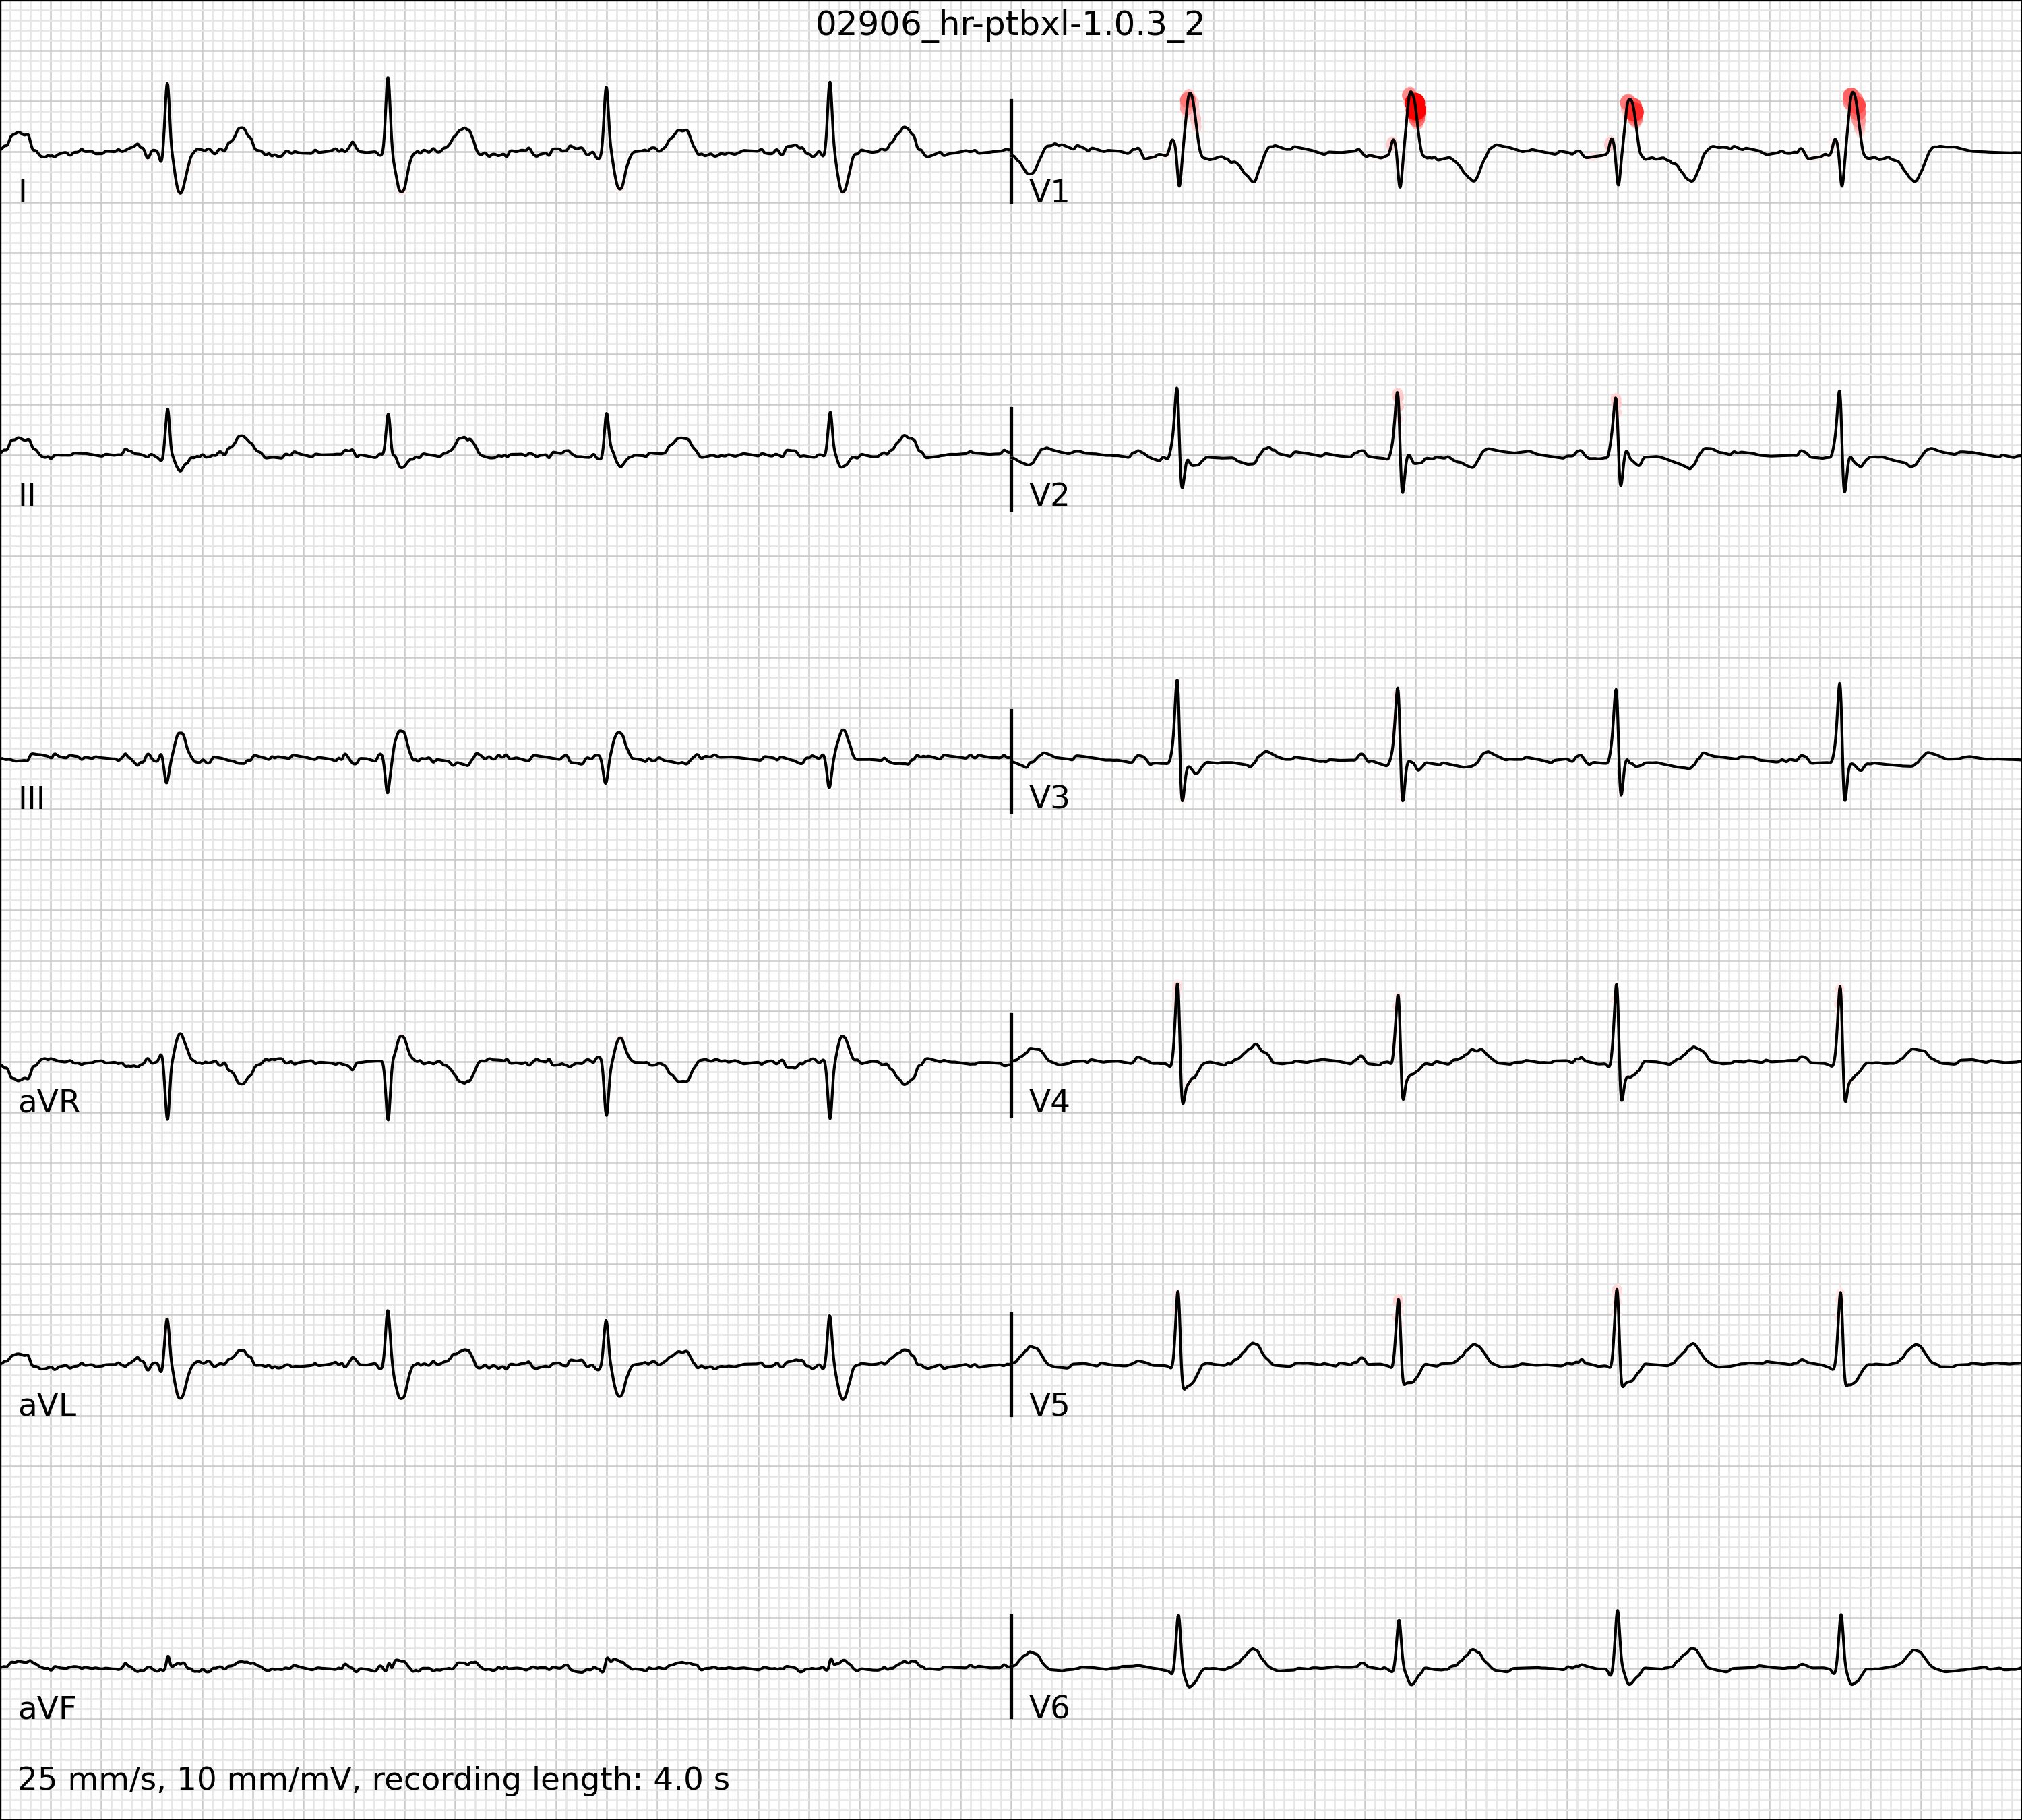 02906_hr-ptbxl-1.0.3_2
I
V1
II
V2
III
V3
aVR
V4
aVL
V5
aVF
V6
25 mm/s, 10 mm/mV, recording length: 4.0 s